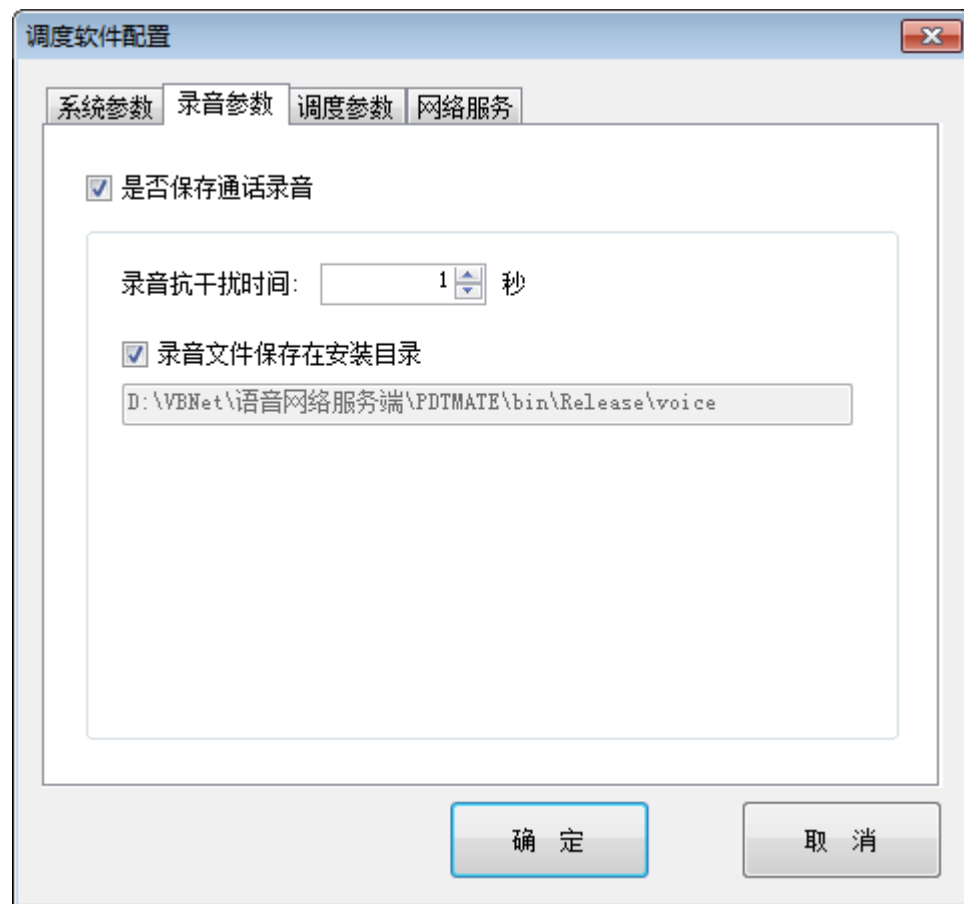 调度软件配置
系统参数 录音参数 调度参数 网络服务
是否保存通话录音
录音抗干扰时间: 1 秒
录音文件保存在安装目录
D:\VBNet\语音网络服务端\PDTMATE\bin\Release\voice
确 定 取 消